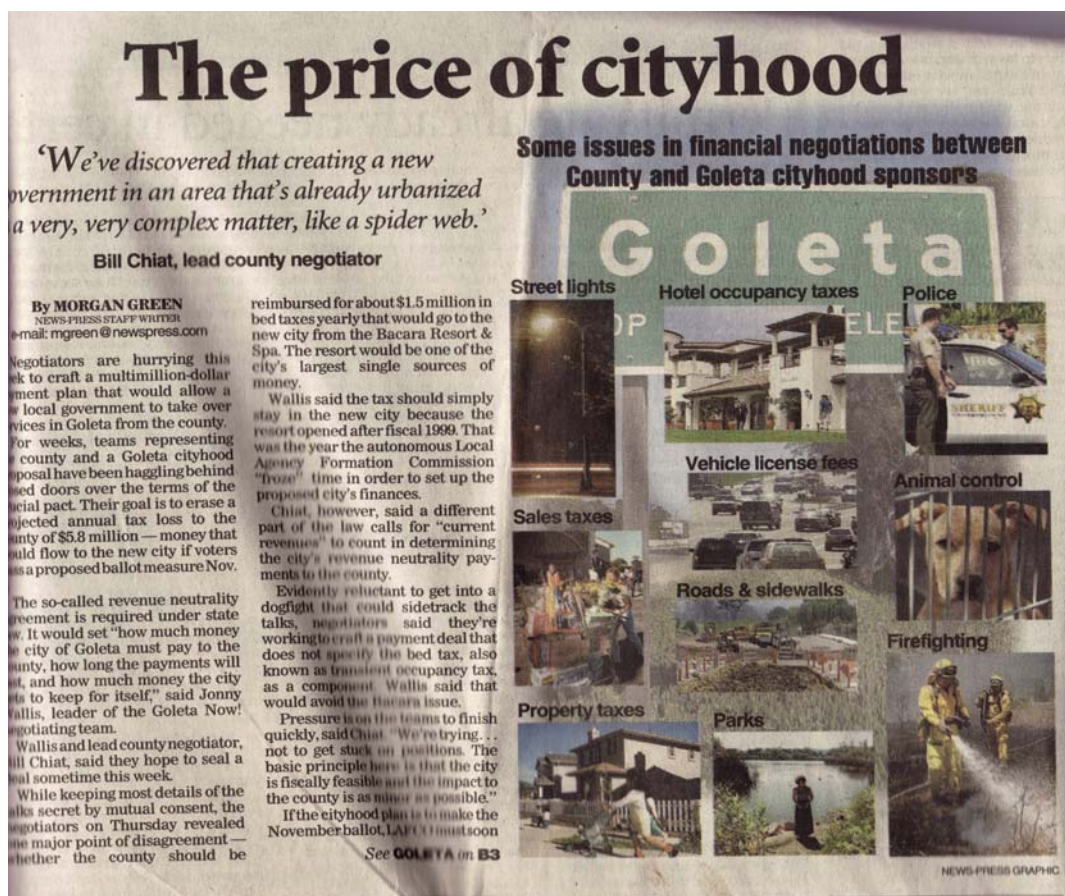 The price of cityhood
‘We’ve discovered that creating a new
overnment in an area that’s already urbanized
a very, very complex matter, like a spider web.’
Bill Chiat, lead county negotiator
By MORGAN GREEN
NEWS-PRESS STAFF WRITER
e-mail: mgreen@newspress.com
Negotiators are hurrying this
ek to craft a multimillion-dollar
ment plan that would allow a
local government to take over
vices in Goleta from the county.
For weeks, teams representing
county and a Goleta cityhood
posal have been haggling behind
sed doors over the terms of the
cial pact. Their goal is to erase a
ojected annual tax loss to the
unty of $5.8 million — money that
uld flow to the new city if voters
ss a proposed ballot measure Nov.
The so-called revenue neutrality
reement is required under state
w. It would set “how much money
city of Goleta must pay to the
unty, how long the payments will
st, and how much money the city
ts to keep for itself,” said Jonny
Wallis, leader of the Goleta Now!
gotiating team.
Wallis and lead county negotiator,
ill Chiat, said they hope to seal a
eal sometime this week.
While keeping most details of the
lks secret by mutual consent, the
gotiators on Thursday revealed
ne major point of disagreement —
hether the county should be
reimbursed for about $1.5 million in
bed taxes yearly that would go to the
new city from the Bacara Resort &
Spa. The resort would be one of the
city’s largest single sources of
money.
Wallis said the tax should simply
stay in the new city because the
resort opened after fiscal 1999. That
was the year the autonomous Local
Agency Formation Commission
“froze” time in order to set up the
proposed city’s finances.
Chiat, however, said a different
part of the law calls for “current
revenues” to count in determining
the city’s revenue neutrality pay-
ments to the county.
Evidently reluctant to get into a
dogfight that could sidetrack the
talks, negotiators said they’re
working to craft a payment deal that
does not specify the bed tax, also
known as transient occupancy tax,
as a component. Wallis said that
would avoid the Bacara issue.
Pressure is on the teams to finish
quickly, said Chiat. “We’re trying . . .
not to get stuck on positions. The
basic principle here is that the city
is fiscally feasible and the impact to
the county is as minor as possible.”
If the cityhood plan is to make the
November ballot, LAFCO must soon
See GOLETA on B3
Some issues in financial negotiations between
County and Goleta cityhood sponsors
Goleta
OP ELE
Street lights
Hotel occupancy taxes
Police
SHERIFF
Vehicle license fees
Animal control
Sales taxes
Roads & sidewalks
Firefighting
Property taxes
Parks
NEWS-PRESS GRAPHIC